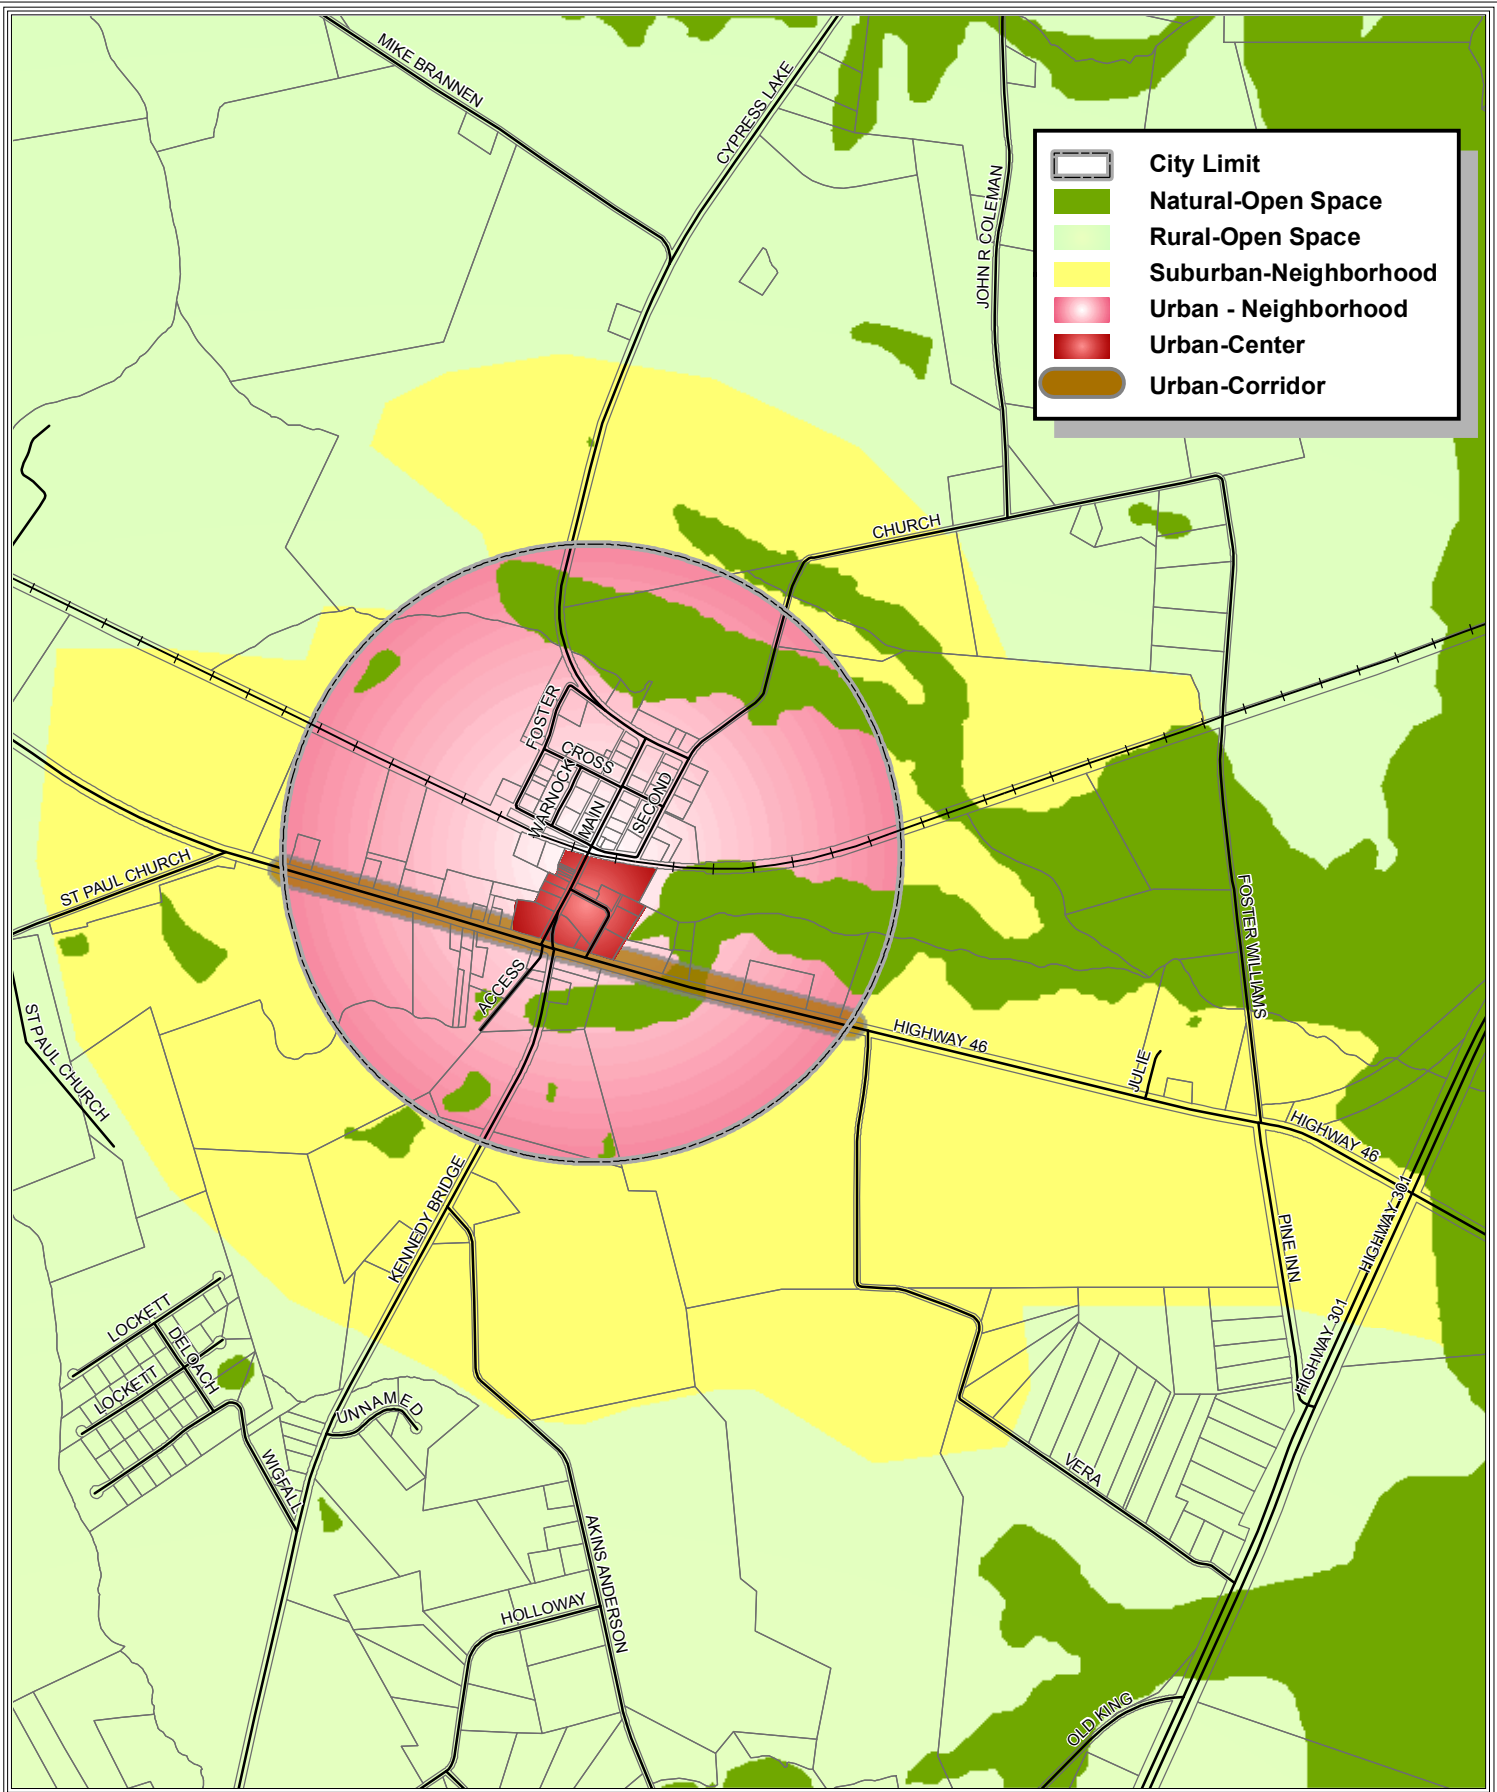 MIKE BRANNEN
CYPRESS LAKE
JOHN R COLEMAN
City Limit
Natural-Open Space
Rural-Open Space
Suburban-Neighborhood
Urban - Neighborhood
Urban-Center
Urban-Corridor
CHURCH
FOSTER
CROSS
WARNOCK
MAIN
SECOND
ST PAUL CHURCH
FOSTER WILLIAMS
ACCESS
ST PAUL CHURCH
HIGHWAY 46
JULIE
HIGHWAY 46
KENNEDY BRIDGE
PINE INN
HIGHWAY 301
HIGHWAY 301
LOCKETT
DELOACH
LOCKETT
UNNAMED
WIGFALL
VERA
AKINS ANDERSON
HOLLOWAY
OLD KING